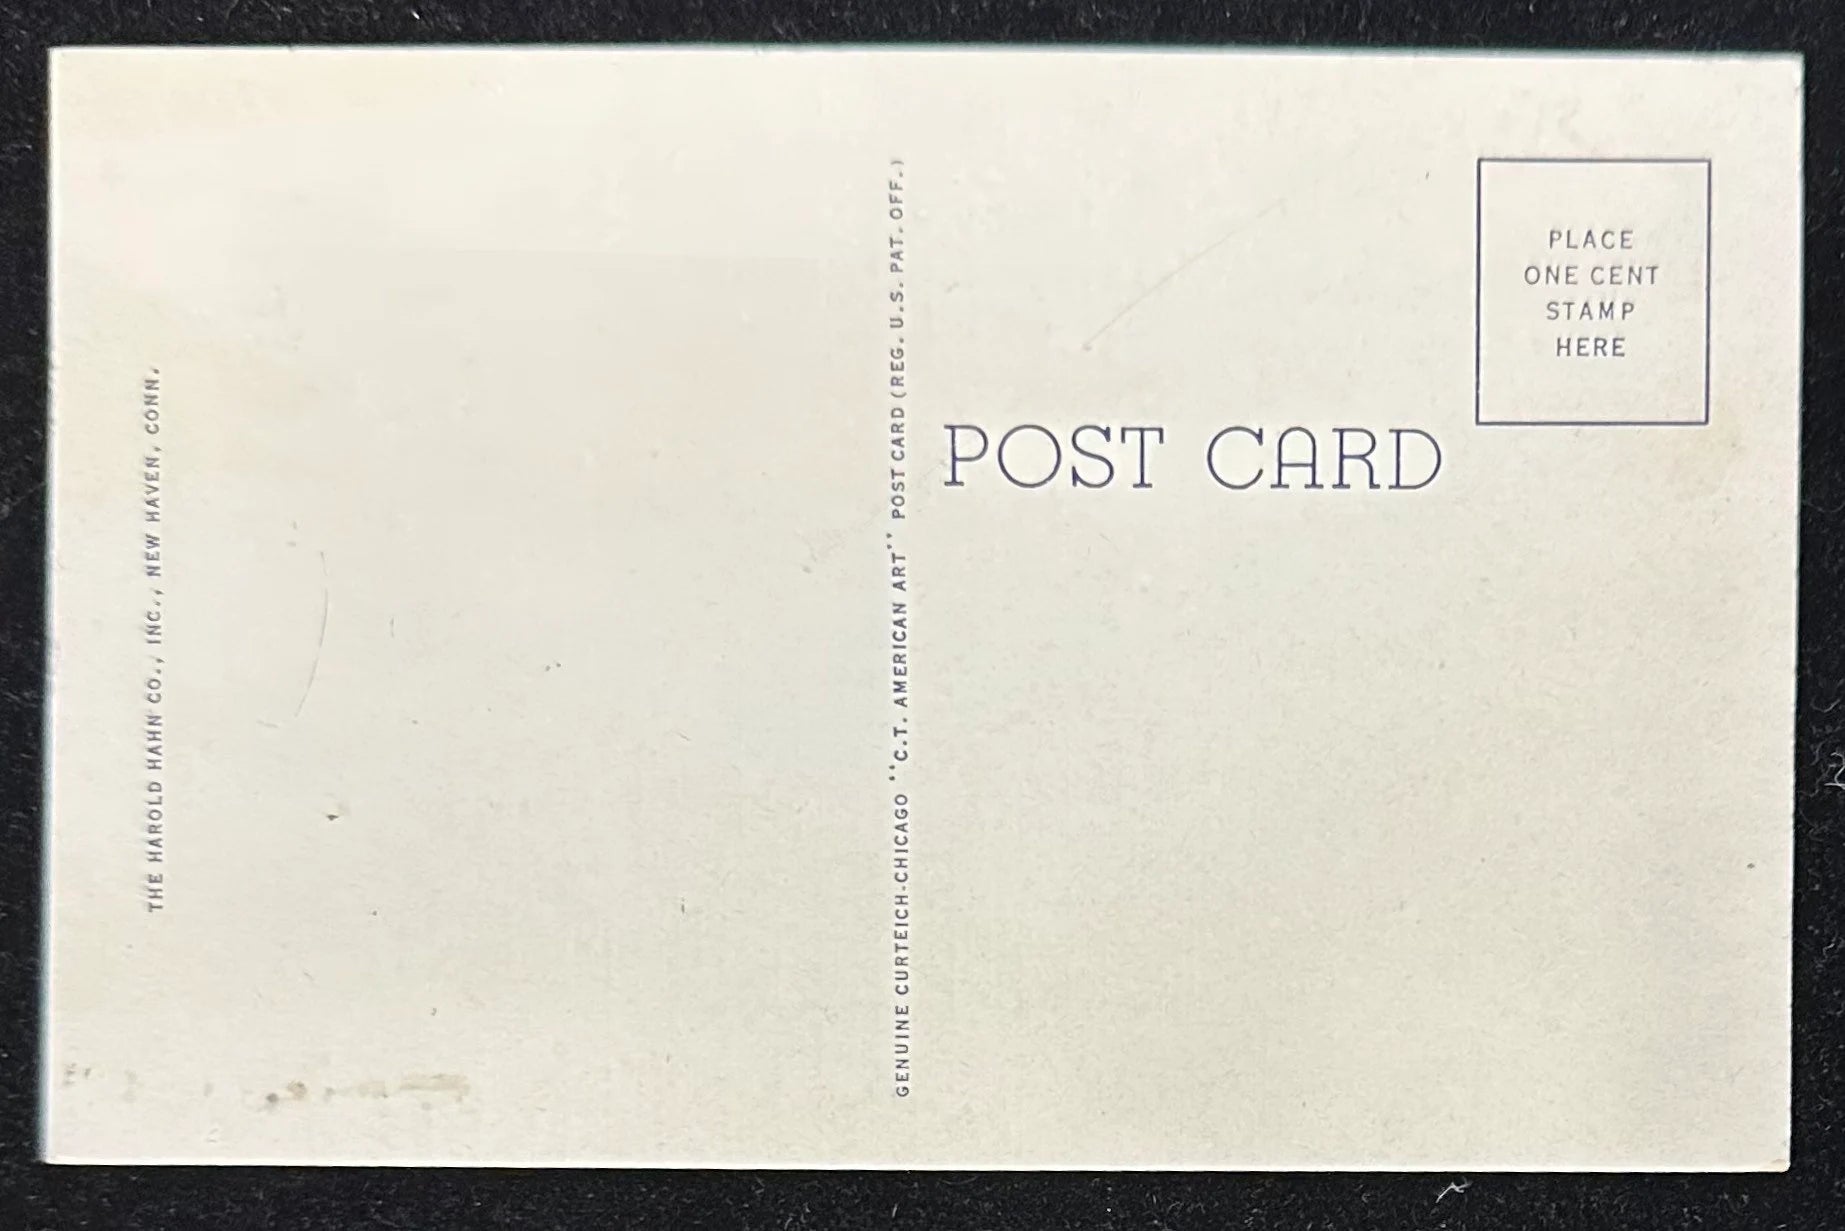 THE HAROLD HAHN CO., INC., NEW HAVEN, CONN.
GENUINE CURTEICH-CHICAGO "C.T. AMERICAN ART" POST CARD (REG. U.S. PAT. OFF.)
POST CARD
PLACE
ONE CENT
STAMP
HERE